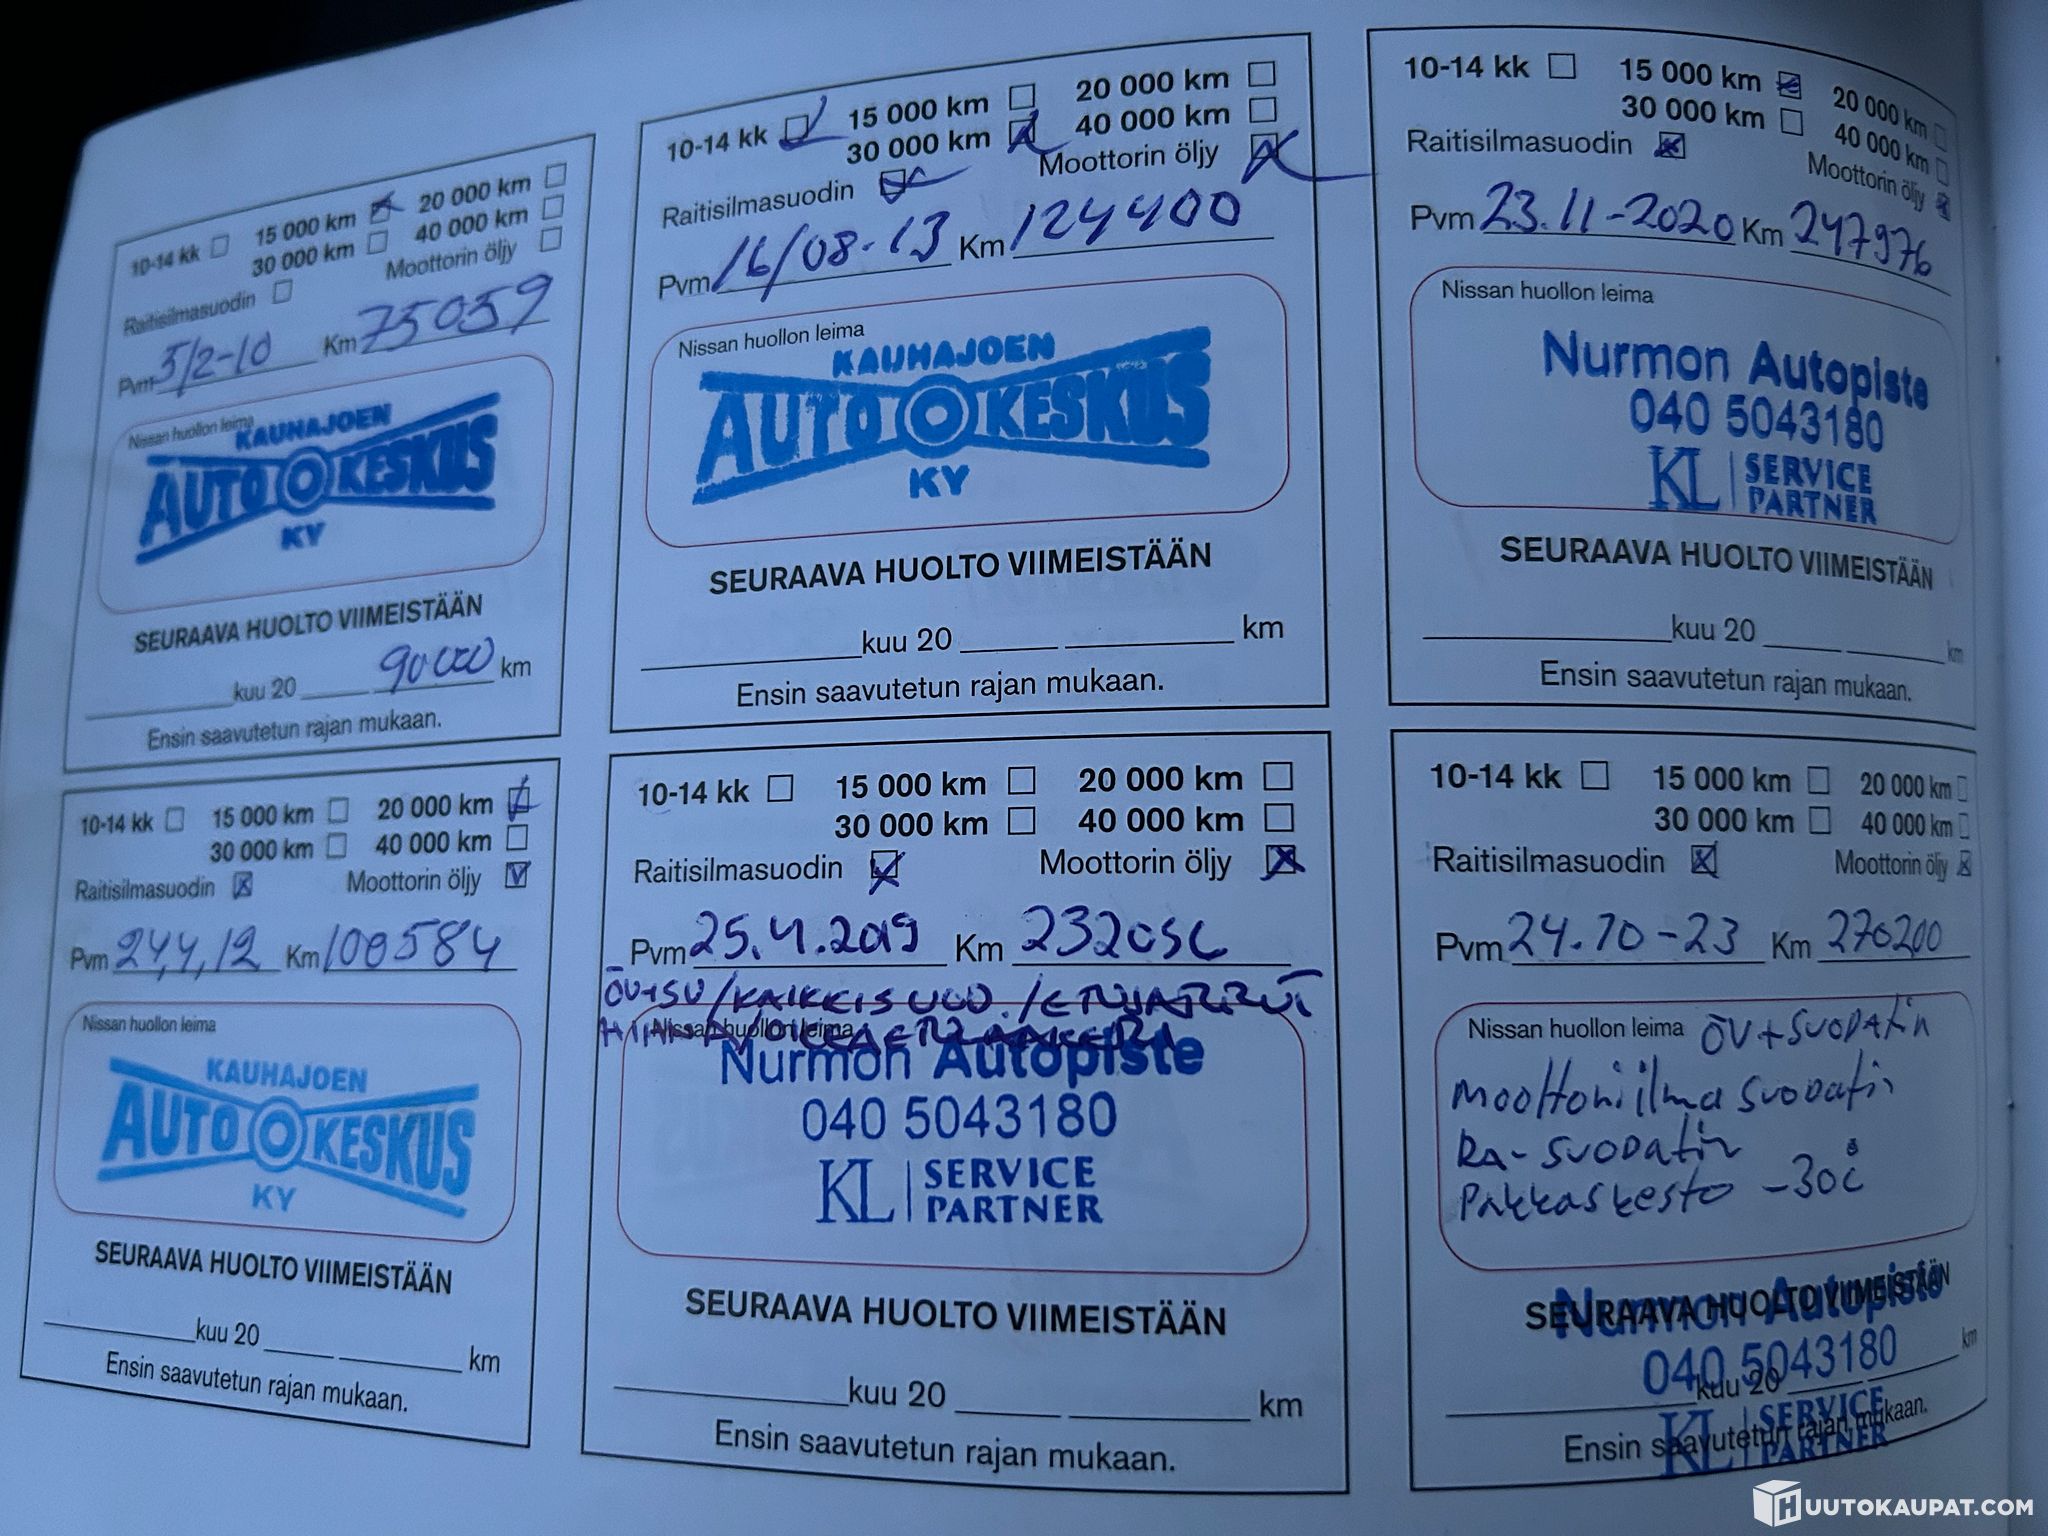 10-14 kk 15 000 km 20 000 km
30 000 km 40 000 km
Raitisilmasuodin Moottorin öljy
Pvm 5/2-10 Km 75059
Nissan huollon leima
KAUHAJOEN
AUTO KESKUS
KY
SEURAAVA HUOLTO VIIMEISTÄÄN
kuu 20 90000 km
Ensin saavutetun rajan mukaan.
10-14 kk 15 000 km 20 000 km
30 000 km 40 000 km
Raitisilmasuodin Moottorin öljy
Pvm 24,4,12 Km 100584
Nissan huollon leima
KAUHAJOEN
AUTO KESKUS
KY
SEURAAVA HUOLTO VIIMEISTÄÄN
kuu 20 km
Ensin saavutetun rajan mukaan.
10-14 kk 15 000 km 20 000 km
30 000 km 40 000 km
Raitisilmasuodin Moottorin öljy
Pvm 16/08-13 Km 124400
Nissan huollon leima
KAUHAJOEN
AUTO KESKUS
KY
SEURAAVA HUOLTO VIIMEISTÄÄN
kuu 20 km
Ensin saavutetun rajan mukaan.
10-14 kk 15 000 km 20 000 km
30 000 km 40 000 km
Raitisilmasuodin Moottorin öljy
Pvm 25.4.2019 Km
ÖV+SU/
Nissan huollon leima
Nurmon Autopiste
040 5043180
KL SERVICE
PARTNER
SEURAAVA HUOLTO VIIMEISTÄÄN
kuu 20 km
Ensin saavutetun rajan mukaan.
10-14 kk 15 000 km 20 000 km
30 000 km 40 000 km
Raitisilmasuodin Moottorin öljy
Pvm 23.11-2020 Km 247976
Nissan huollon leima
Nurmon Autopiste
040 5043180
KL SERVICE
PARTNER
SEURAAVA HUOLTO VIIMEISTÄÄN
kuu 20 km
Ensin saavutetun rajan mukaan.
10-14 kk 15 000 km 20 000 km
30 000 km 40 000 km
Raitisilmasuodin Moottorin öljy
Pvm 24.10-23 Km 270200
Nissan huollon leima ÖV+SUODATIN
Moottoriilmasuodatin
RA-SUODATIN
Pakkaskesto -30c
SEURAAVA HUOLTO VIIMEISTÄÄN
Nurmon Autopiste
040 5043180
kuu 20 km
KL SERVICE
PARTNER
Ensin saavutetun rajan mukaan.
HUUTOKAUPAT.COM